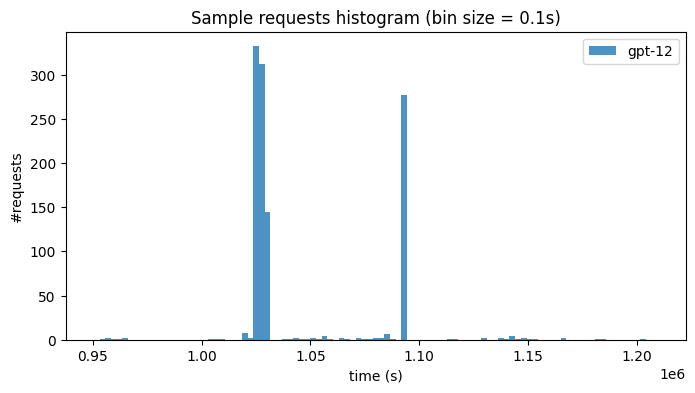 Sample requests histogram (bin size = 0.1s)
gpt-12
300
250
200
150
100
50
0
#requests
0.95 1.00 1.05 1.10 1.15 1.20
1e6
time (s)